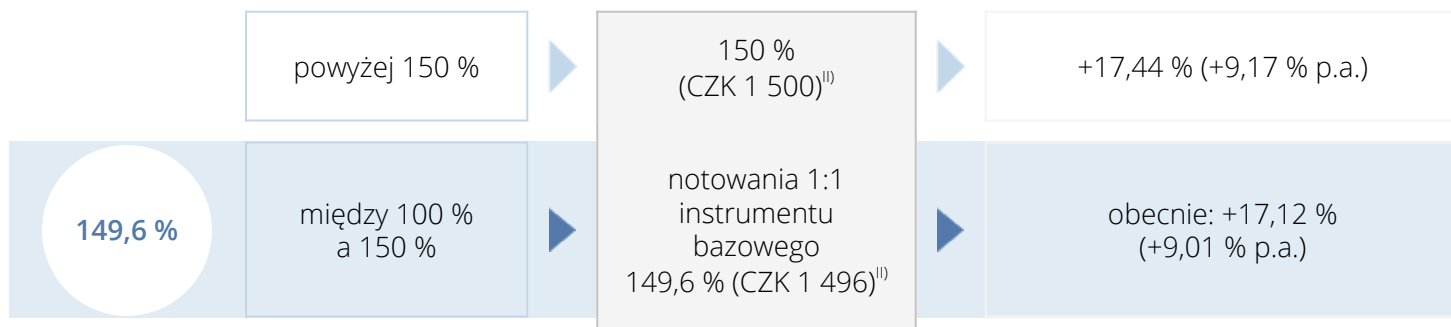 powyżej 150 %
150 %
(CZK 1 500)II)
+17,44 % (+9,17 % p.a.)
149,6 %
między 100 %
a 150 %
notowania 1:1
instrumentu
bazowego
149,6 % (CZK 1 496)II)
obecnie: +17,12 %
(+9,01 % p.a.)